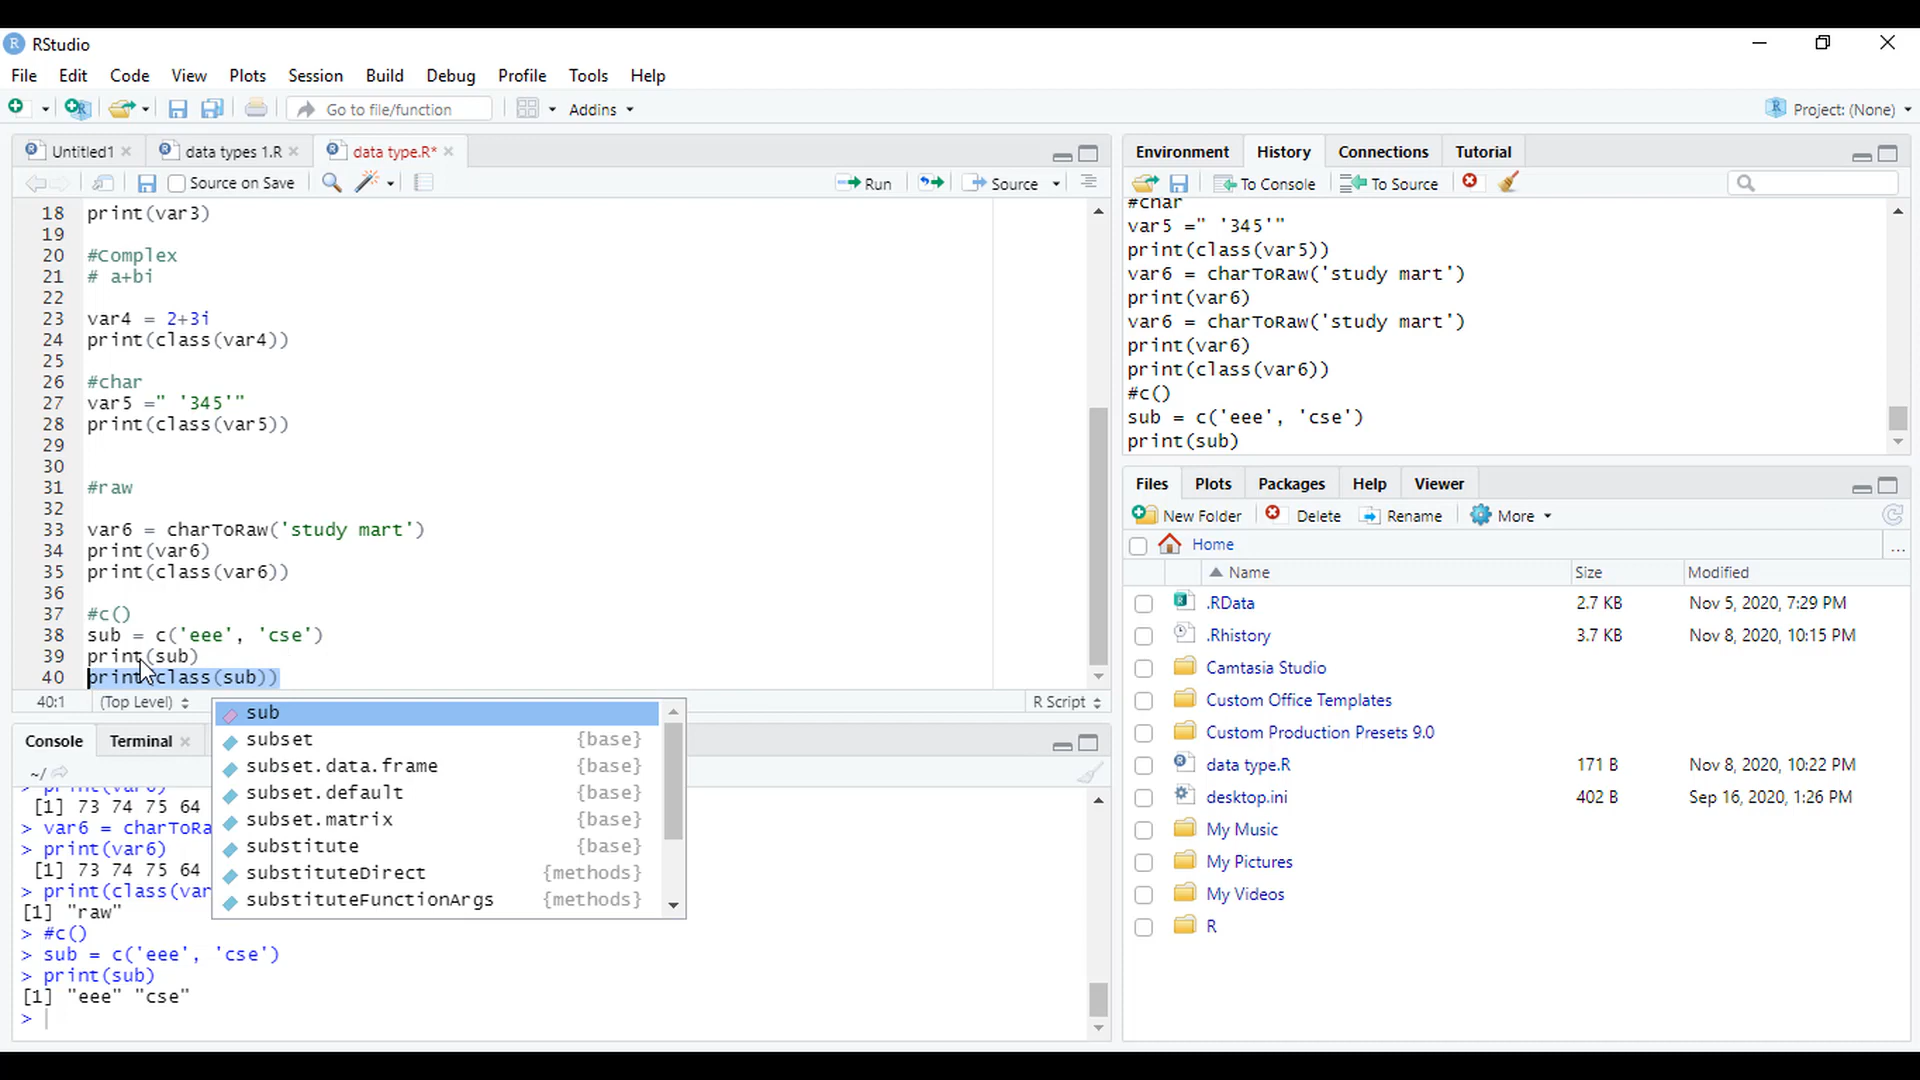 RStudio
File Edit Code View Plots Session Build Debug Profile Tools Help
Go to file/function Addins Project: (None)
Untitled1 data types 1.R data type.R*
Source on Save Run Source
18 print(var3)
19
20 #Complex
21 # a+bi
22
23 var4 = 2+3i
24 print(class(var4))
25
26 #char
27 var5 =" '345'"
28 print(class(var5))
29
30
31 #raw
32
33 var6 = charToRaw('study mart')
34 print(var6)
35 print(class(var6))
36
37 #c()
38 sub = c('eee', 'cse')
39 print(sub)
40 print(class(sub))
40:1 (Top Level) R Script
sub
subset {base}
subset.data.frame {base}
subset.default {base}
subset.matrix {base}
substitute {base}
substituteDirect {methods}
substituteFunctionArgs {methods}
Console Terminal
~/
> print(var6)
[1] 73 74 75 64
> var6 = charToRa
> print(var6)
[1] 73 74 75 64
> print(class(var
[1] "raw"
> #c()
> sub = c('eee', 'cse')
> print(sub)
[1] "eee" "cse"
>
Environment History Connections Tutorial
To Console To Source
#char
var5 =" '345'"
print(class(var5))
var6 = charToRaw('study mart')
print(var6)
var6 = charToRaw('study mart')
print(var6)
print(class(var6))
#c()
sub = c('eee', 'cse')
print(sub)
Files Plots Packages Help Viewer
New Folder Delete Rename More
Home ...
Name Size Modified
.RData 2.7 KB Nov 5, 2020, 7:29 PM
.Rhistory 3.7 KB Nov 8, 2020, 10:15 PM
Camtasia Studio
Custom Office Templates
Custom Production Presets 9.0
data type.R 171 B Nov 8, 2020, 10:22 PM
desktop.ini 402 B Sep 16, 2020, 1:26 PM
My Music
My Pictures
My Videos
R